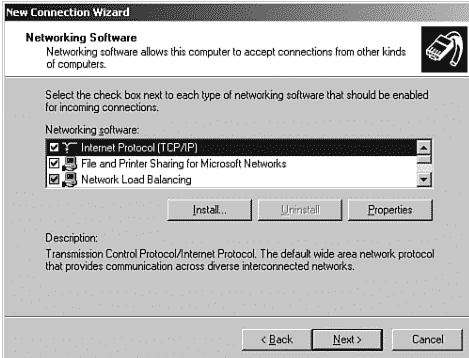 New Connection Wizard
Networking Software
Networking software allows this computer to accept connections from other kinds
of computers.
Select the check box next to each type of networking software that should be enabled
for incoming connections.
Networking software:
Internet Protocol (TCP/IP)
File and Printer Sharing for Microsoft Networks
Network Load Balancing
Install...
Uninstall
Properties
Description:
Transmission Control Protocol/Internet Protocol. The default wide area network protocol
that provides communication across diverse interconnected networks.
< Back
Next >
Cancel